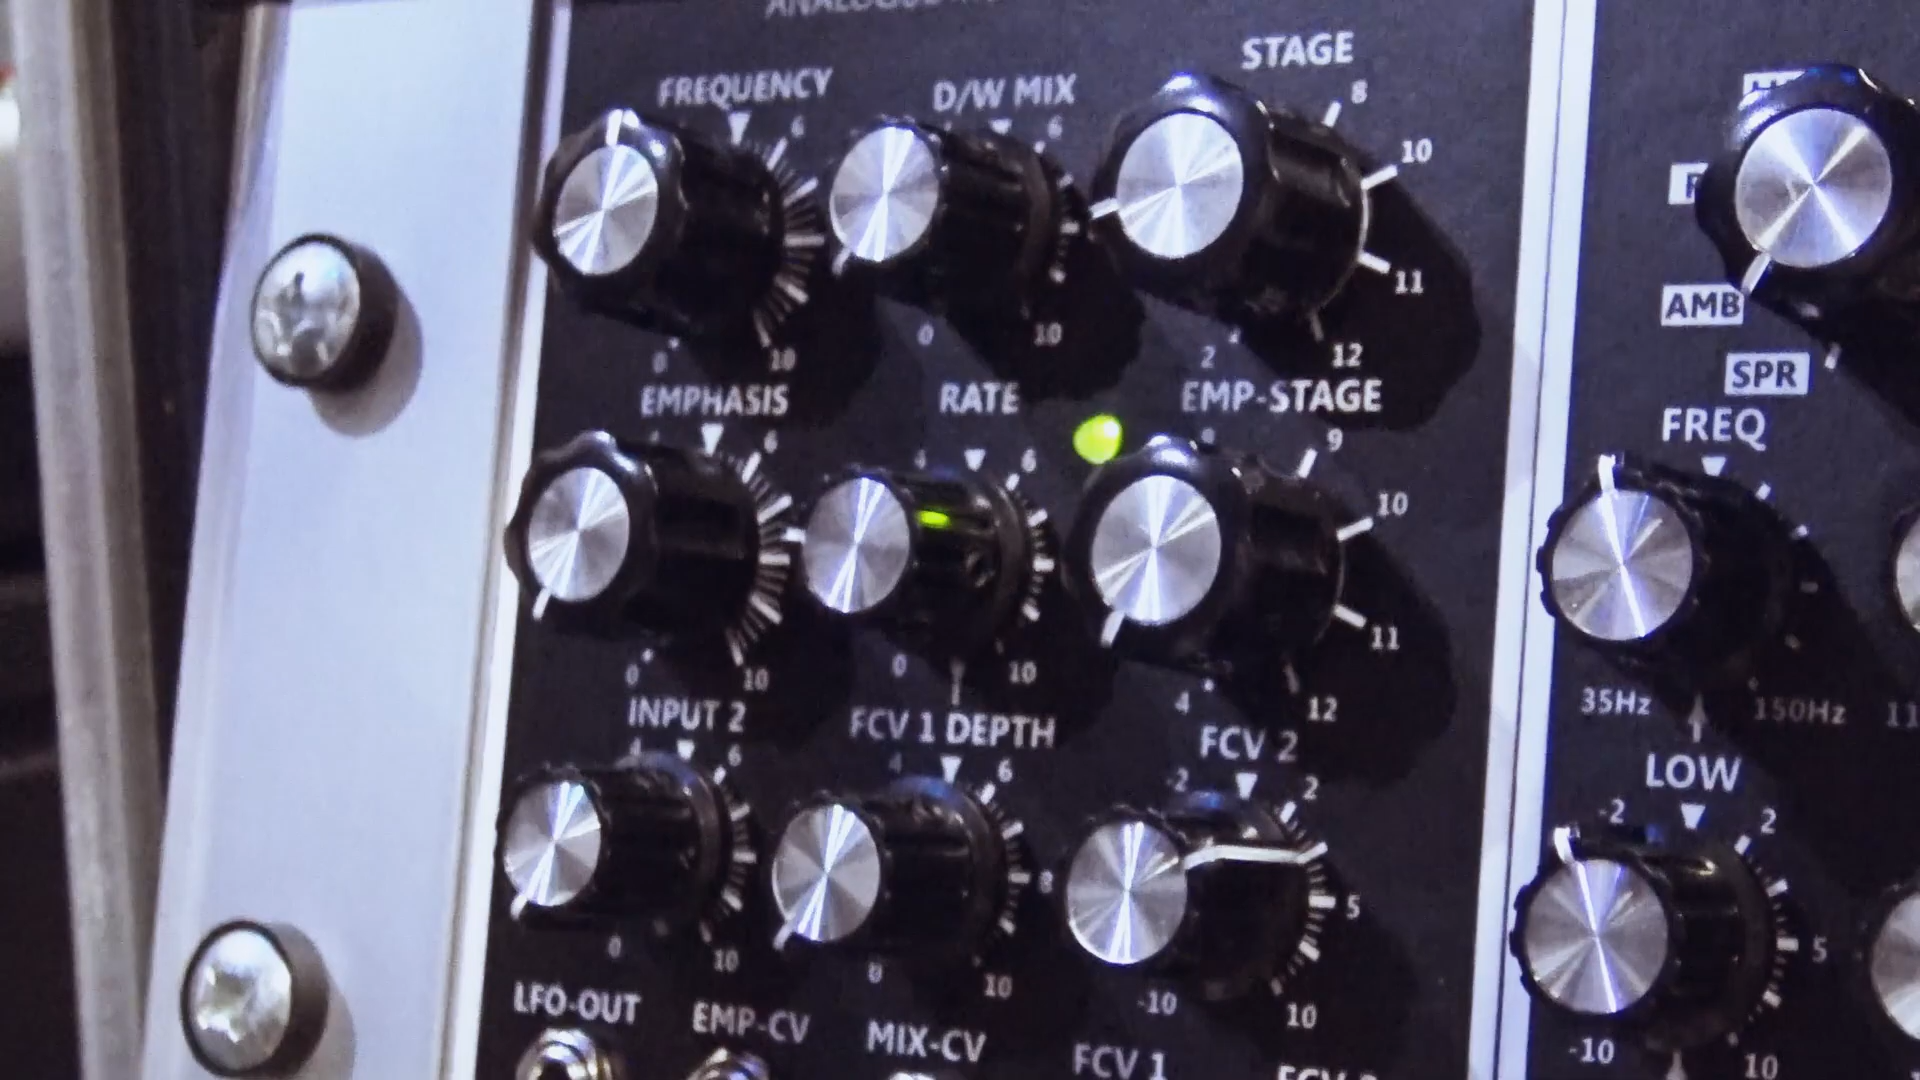 STAGE
FREQUENCY
D/W MIX
6
6
8
10
11
0
10
0
10
2
12
AMB
SPR
EMPHASIS
RATE
EMP-STAGE
FREQ
6
4
6
9
10
11
0
10
0
10
4
12
35Hz
150Hz
INPUT 2
FCV 1 DEPTH
FCV 2
LOW
4
6
4
6
-2
2
-2
2
8
5
5
0
10
0
10
-10
10
-10
10
LFO-OUT
EMP-CV
MIX-CV
FCV 1